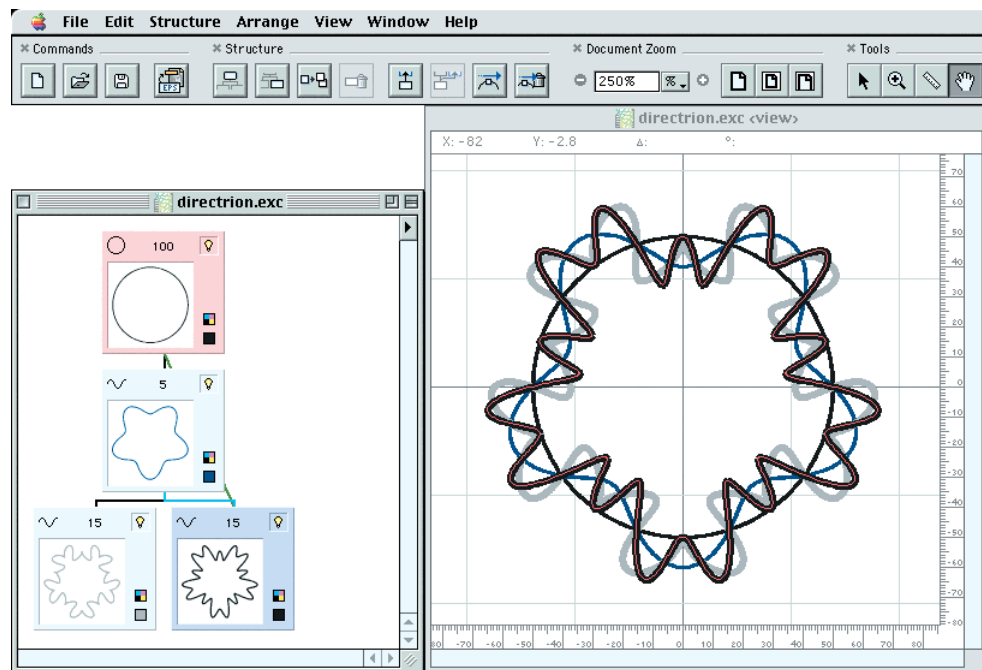 File Edit Structure Arrange View Window Help
Commands Structure Document Zoom Tools
EPS 250% %
directrion.exc <view>
X: -82 Y: -2.8 Δ: °:
directrion.exc
100
5
15 15
70
60
50
40
30
20
10
0
-10
-20
-30
-40
-50
-60
-70
-80
80 -70 -60 -50 -40 -30 -20 -10 0 10 20 30 40 50 60 70 80